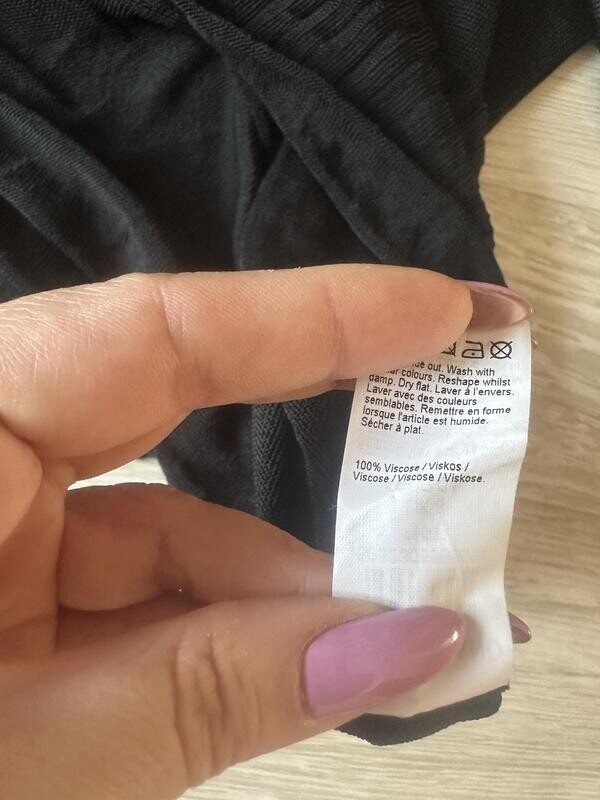 out. Wash with
colours. Reshape whilst
damp. Dry flat. Laver à l'envers.
Laver avec des couleurs
semblables. Remettre en forme
lorsque l'article est humide.
Sécher à plat.
100% Viscose / Viskos /
Viscose / Viscose / Viskose.